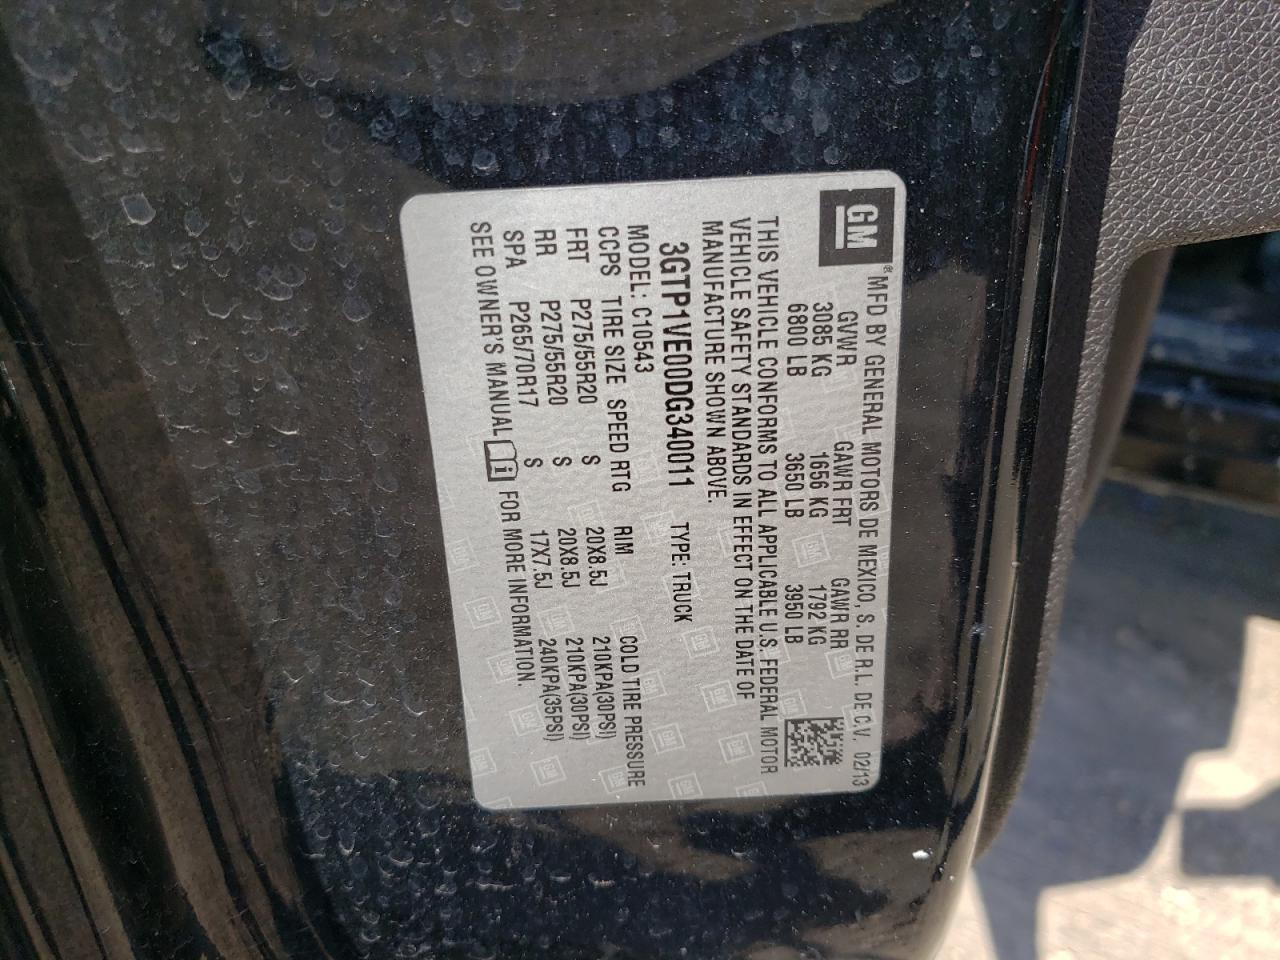 GM
® MFD BY GENERAL MOTORS DE MEXICO, S. DE R.L. DE C.V. 02/13
GVWR GAWR FRT GAWR RR
3085 KG 1656 KG 1792 KG
6800 LB 3650 LB 3950 LB
THIS VEHICLE CONFORMS TO ALL APPLICABLE U.S. FEDERAL MOTOR
VEHICLE SAFETY STANDARDS IN EFFECT ON THE DATE OF
MANUFACTURE SHOWN ABOVE.
3GTP1VE00DG340011 TYPE: TRUCK
MODEL: C10543
CCPS TIRE SIZE SPEED RTG RIM COLD TIRE PRESSURE
FRT P275/55R20 S 20X8.5J 210KPA(30PSI)
RR P275/55R20 S 20X8.5J 210KPA(30PSI)
SPA P265/70R17 S 17X7.5J 240KPA(35PSI)
SEE OWNER'S MANUAL i FOR MORE INFORMATION.